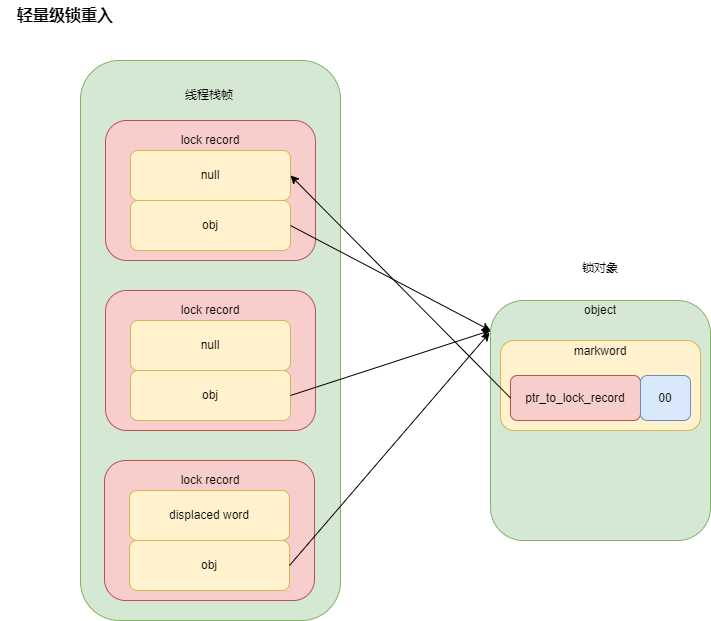 轻量级锁重入
线程栈帧
lock record
null
obj
lock record
null
obj
lock record
displaced word
obj
锁对象
object
markword
ptr_to_lock_record
00